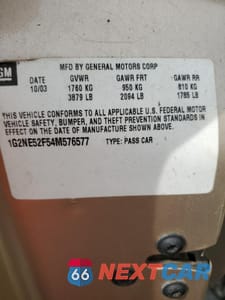 GM
MFD BY GENERAL MOTORS CORP
DATE GVWR GAWR FRT GAWR RR
10/03 1760 KG 950 KG 810 KG
3879 LB 2094 LB 1785 LB
THIS VEHICLE CONFORMS TO ALL APPLICABLE U.S. FEDERAL MOTOR
VEHICLE SAFETY, BUMPER, AND THEFT PREVENTION STANDARDS IN
EFFECT ON THE DATE OF MANUFACTURE SHOWN ABOVE.
1G2NE52F54M576577 TYPE: PASS CAR
66 NEXTCAR